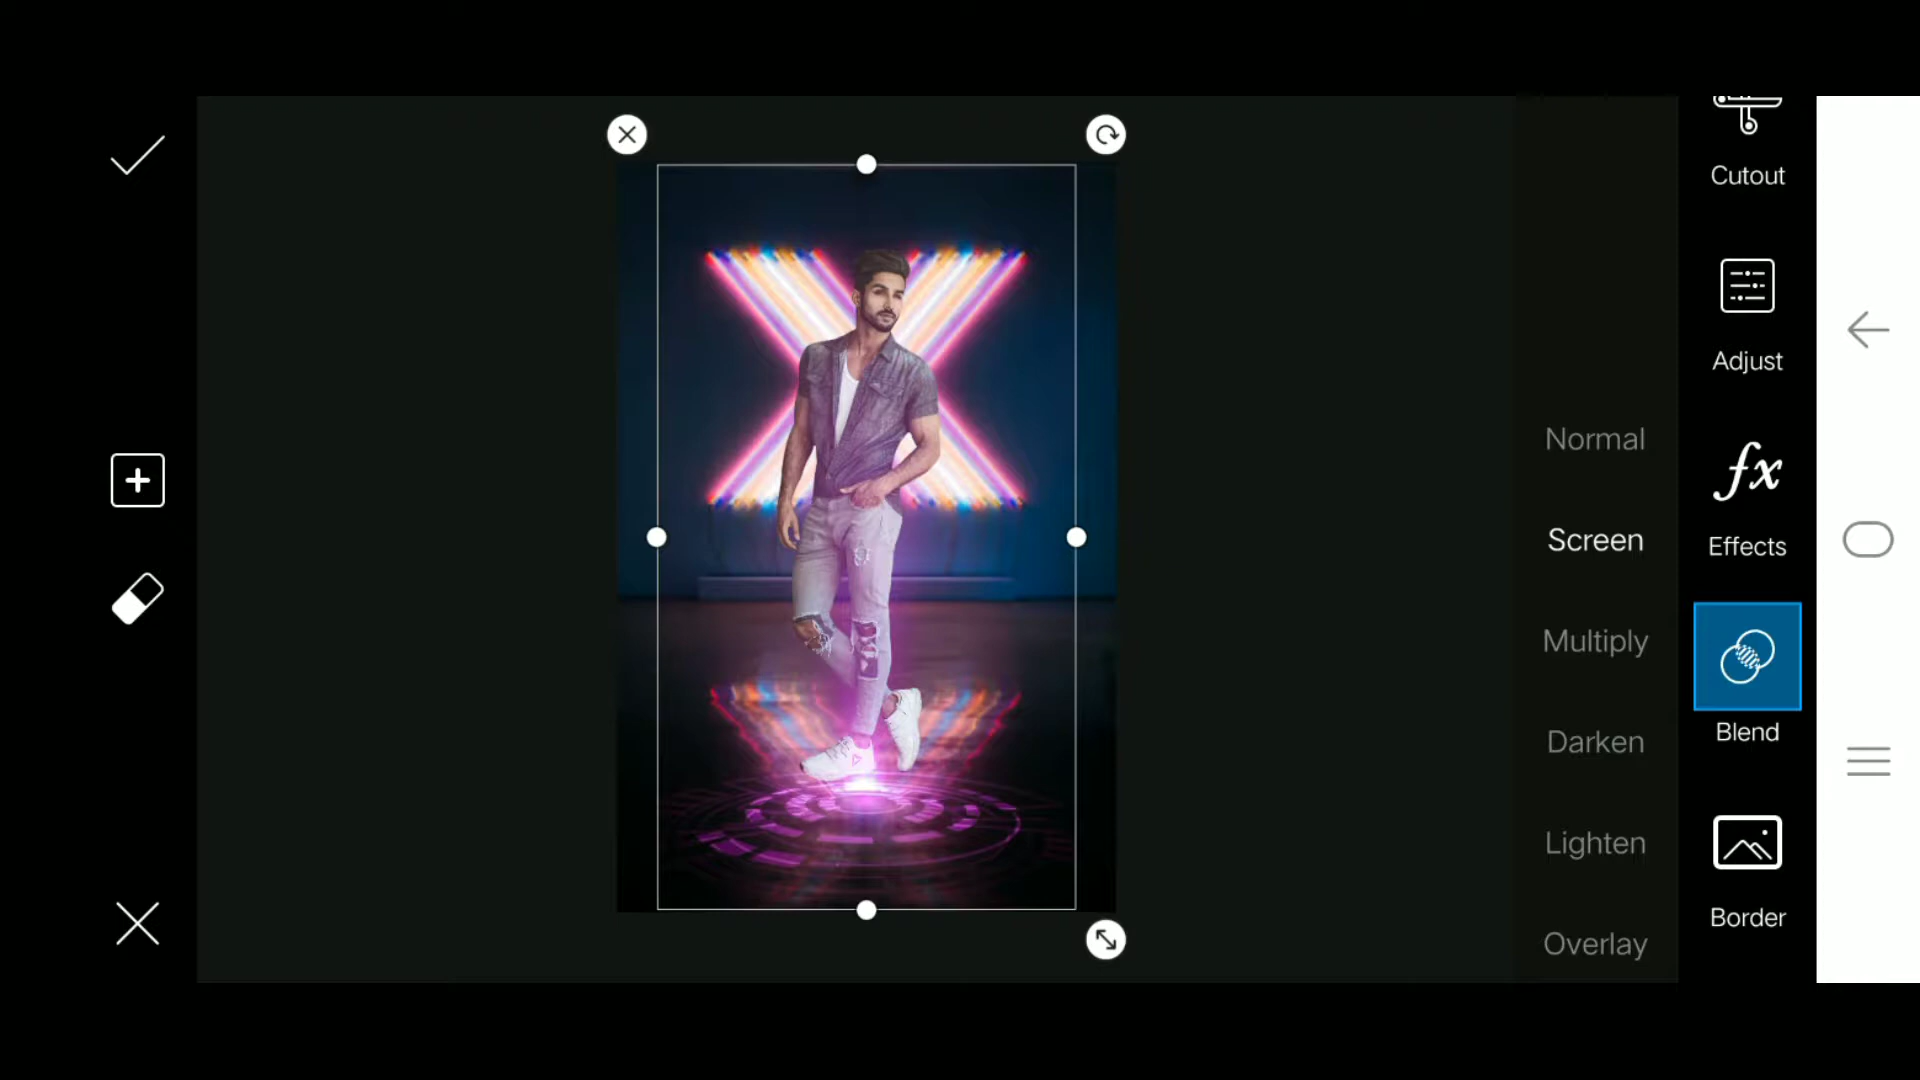 Cutout
Adjust
fx
Effects
Blend
Border
Normal
Screen
Multiply
Darken
Lighten
Overlay
X